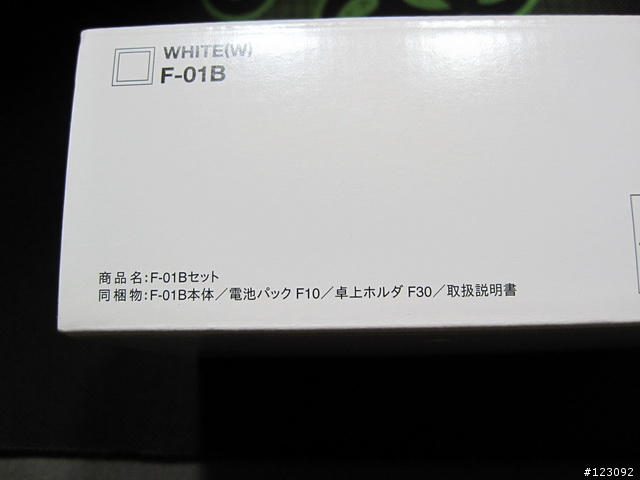 WHITE(W)
F-01B
商品名:F-01Bセット
同梱物:F-01B本体／電池パック F10／卓上ホルダ F30／取扱説明書
#123092